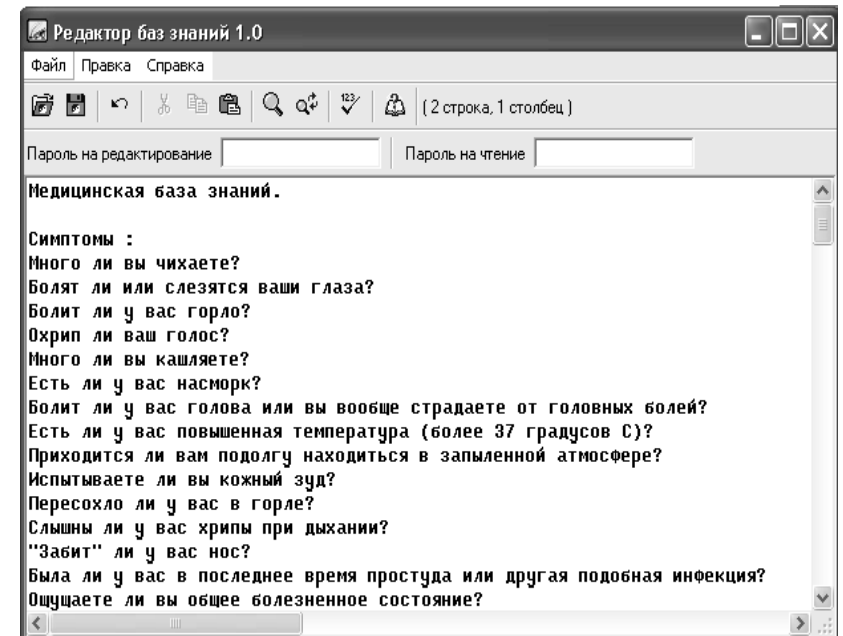 Редактор баз знаний 1.0
Файл Правка Справка
123 ( 2 строка, 1 столбец )
Пароль на редактирование Пароль на чтение
Медицинская база знаний.
Симптомы :
Много ли вы чихаете?
Болят ли или слезятся ваши глаза?
Болит ли у вас горло?
Охрип ли ваш голос?
Много ли вы кашляете?
Есть ли у вас насморк?
Болит ли у вас голова или вы вообще страдаете от головных болей?
Есть ли у вас повышенная температура (более 37 градусов С)?
Приходится ли вам подолгу находиться в запыленной атмосфере?
Испытываете ли вы кожный зуд?
Пересохло ли у вас в горле?
Слышны ли у вас хрипы при дыхании?
"Забит" ли у вас нос?
Была ли у вас в последнее время простуда или другая подобная инфекция?
Ощущаете ли вы общее болезненное состояние?